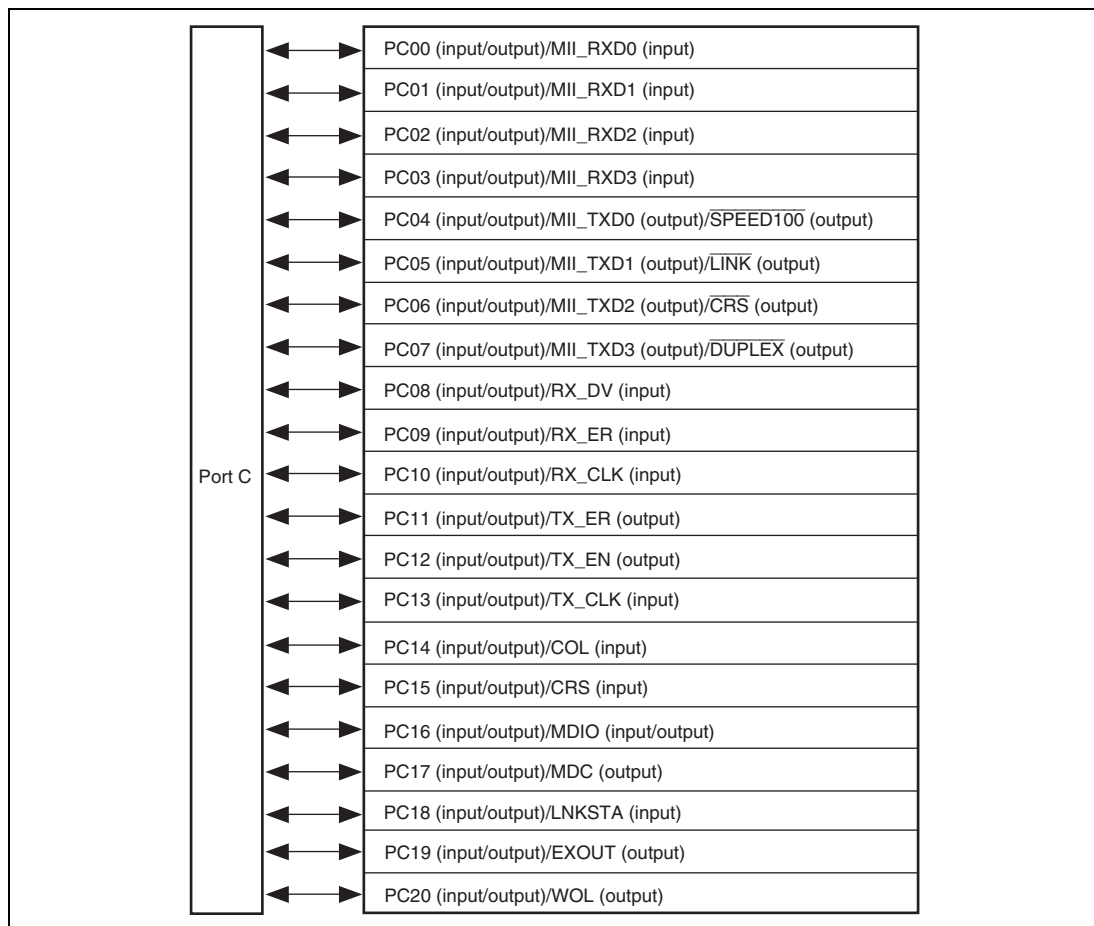 Port C
PC00 (input/output)/MII_RXD0 (input)
PC01 (input/output)/MII_RXD1 (input)
PC02 (input/output)/MII_RXD2 (input)
PC03 (input/output)/MII_RXD3 (input)
PC04 (input/output)/MII_TXD0 (output)/S̅P̅E̅E̅D̅1̅0̅0̅ (output)
PC05 (input/output)/MII_TXD1 (output)/L̅I̅N̅K̅ (output)
PC06 (input/output)/MII_TXD2 (output)/C̅R̅S̅ (output)
PC07 (input/output)/MII_TXD3 (output)/D̅U̅P̅L̅E̅X̅ (output)
PC08 (input/output)/RX_DV (input)
PC09 (input/output)/RX_ER (input)
PC10 (input/output)/RX_CLK (input)
PC11 (input/output)/TX_ER (output)
PC12 (input/output)/TX_EN (output)
PC13 (input/output)/TX_CLK (input)
PC14 (input/output)/COL (input)
PC15 (input/output)/CRS (input)
PC16 (input/output)/MDIO (input/output)
PC17 (input/output)/MDC (output)
PC18 (input/output)/LNKSTA (input)
PC19 (input/output)/EXOUT (output)
PC20 (input/output)/WOL (output)